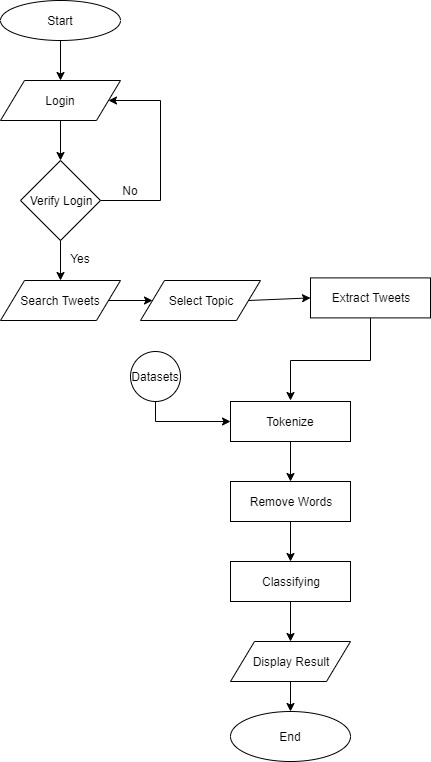 Start
Login
No
Verify Login
Yes
Search Tweets
Select Topic
Extract Tweets
Datasets
Tokenize
Remove Words
Classifying
Display Result
End